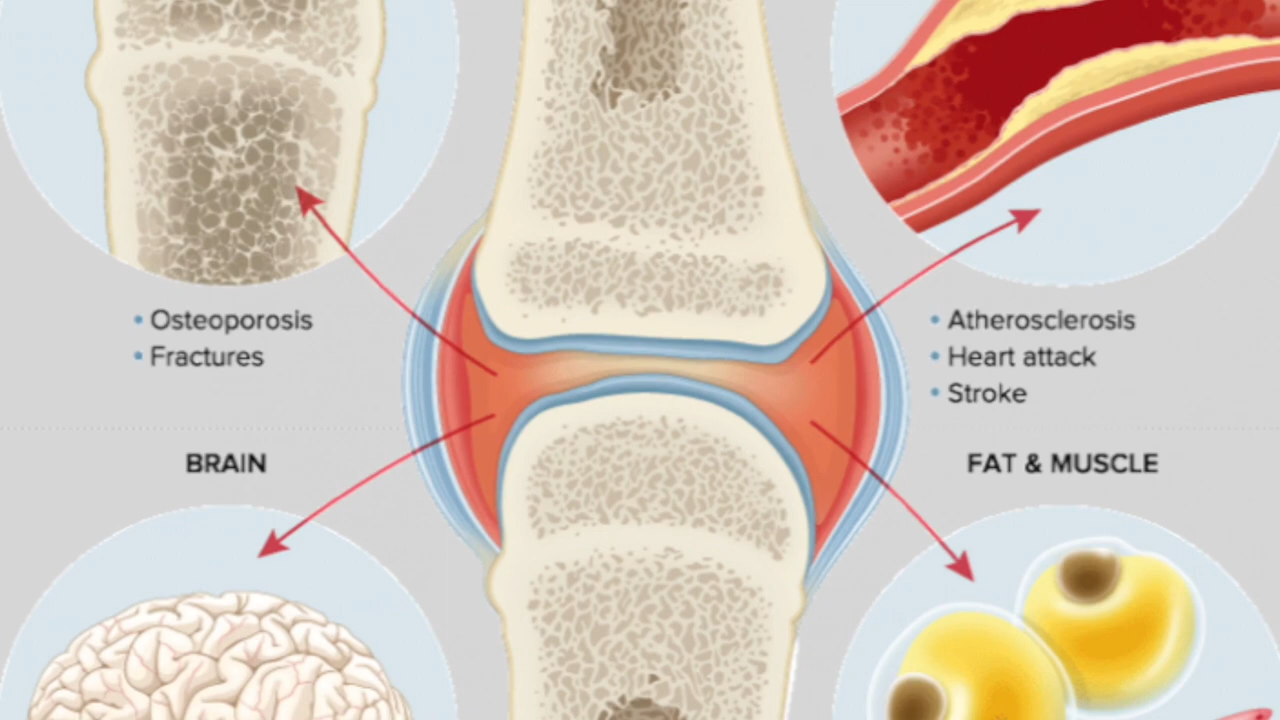 • Osteoporosis
• Fractures
• Atherosclerosis
• Heart attack
• Stroke
BRAIN
FAT & MUSCLE